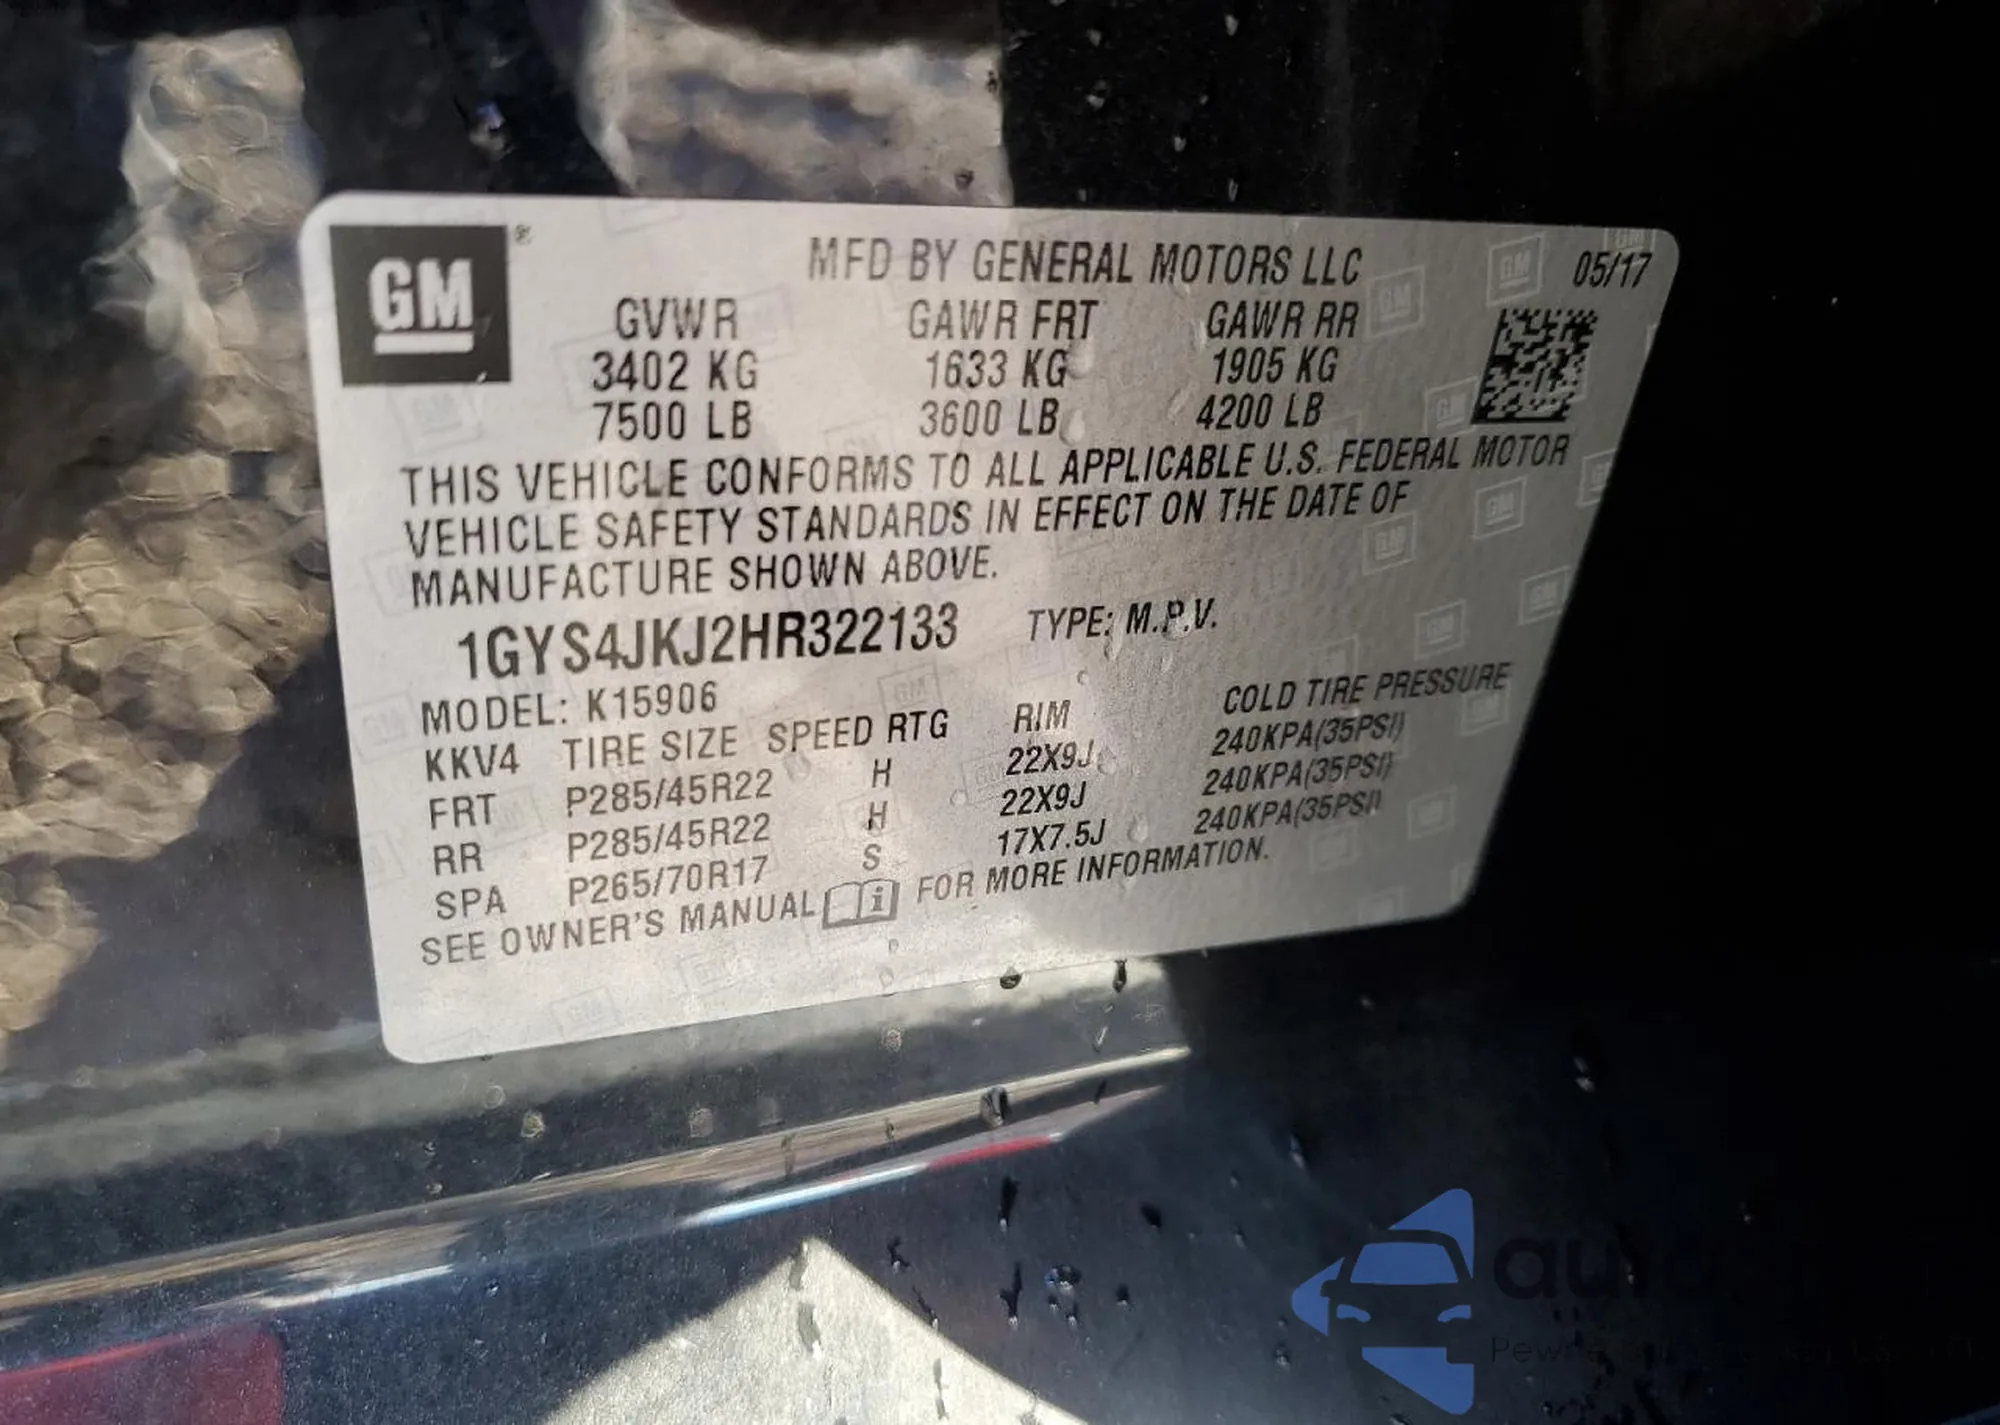 GM ®
MFD BY GENERAL MOTORS LLC 05/17
GVWR GAWR FRT GAWR RR
3402 KG 1633 KG 1905 KG
7500 LB 3600 LB 4200 LB
THIS VEHICLE CONFORMS TO ALL APPLICABLE U.S. FEDERAL MOTOR
VEHICLE SAFETY STANDARDS IN EFFECT ON THE DATE OF
MANUFACTURE SHOWN ABOVE.
1GYS4JKJ2HR322133 TYPE: M.P.V.
MODEL: K15906
KKV4 TIRE SIZE SPEED RTG RIM COLD TIRE PRESSURE
FRT P285/45R22 H 22X9J 240KPA(35PSI)
RR P285/45R22 H 22X9J 240KPA(35PSI)
SPA P265/70R17 S 17X7.5J 240KPA(35PSI)
SEE OWNER'S MANUAL FOR MORE INFORMATION.